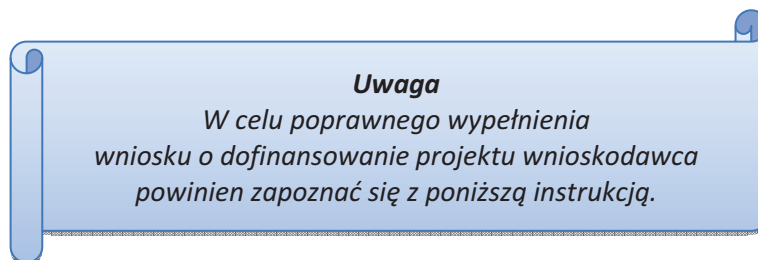 Uwaga
W celu poprawnego wypełnienia
wniosku o dofinansowanie projektu wnioskodawca
powinien zapoznać się z poniższą instrukcją.